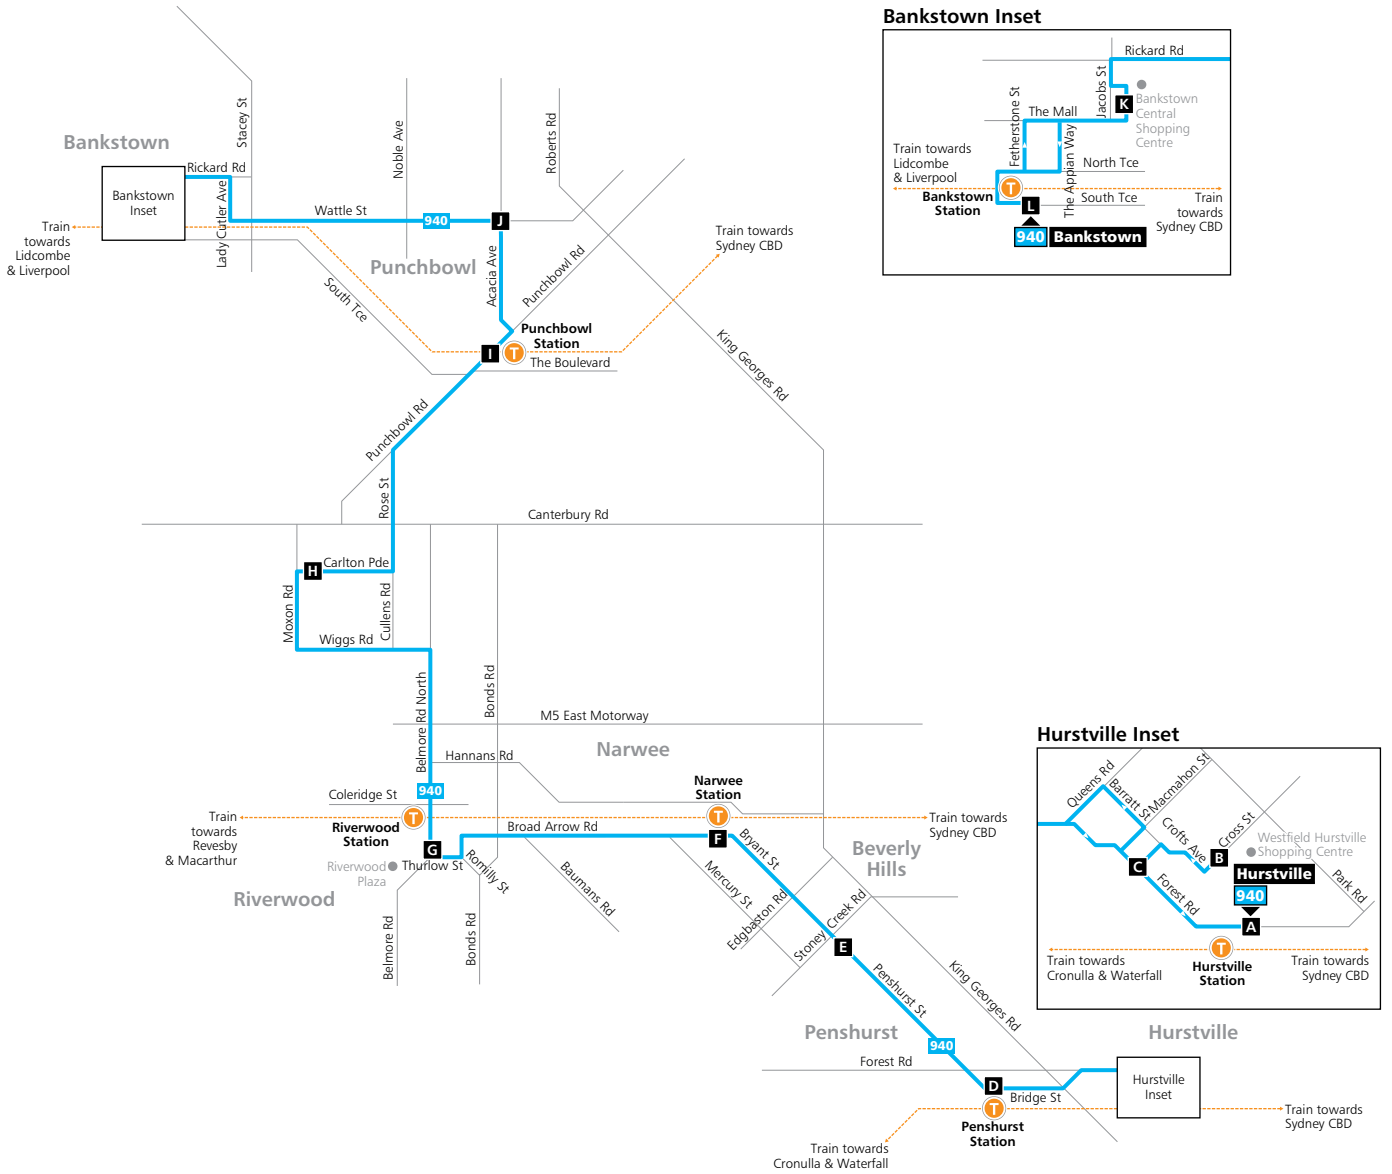 Bankstown Inset
Rickard Rd
Jacobs St
K
Bankstown
Central
Shopping
Centre
Fetherstone St
The Mall
The Appian Way
Train towards
Lidcombe
& Liverpool
North Tce
T
Bankstown
Station
L
South Tce
Train
towards
Sydney CBD
940 Bankstown
Stacey St
Bankstown
Rickard Rd
Bankstown
Inset
Lady Cutler Ave
Wattle St
940
J
Noble Ave
Roberts Rd
Train
towards
Lidcombe
& Liverpool
Punchbowl
Acacia Ave
Punchbowl Rd
Train towards
Sydney CBD
South Tce
Punchbowl
Station
I
T
The Boulevard
King Georges Rd
Punchbowl Rd
Rose St
Canterbury Rd
H
Carlton Pde
Moxon Rd
Cullens Rd
Wiggs Rd
Belmore Rd North
Bonds Rd
M5 East Motorway
Hannans Rd
Narwee
Narwee
Station
T
940
Coleridge St
Train
towards
Revesby
& Macarthur
T
Riverwood
Station
Broad Arrow Rd
F
Train towards
Sydney CBD
G
Thurlow St
Riverwood
Plaza
Romilly St
Riverwood
Belmore Rd
Bonds Rd
Baumans Rd
Mercury St
Bryant St
Beverly
Hills
Edgbaston Rd
Stoney Creek Rd
E
Penshurst St
King Georges Rd
Penshurst
940
Forest Rd
D
Bridge St
T
Penshurst
Station
Train towards
Cronulla & Waterfall
Hurstville
Hurstville
Inset
Train towards
Sydney CBD
Hurstville Inset
Queens Rd
Barratt St
Macmahon St
Crofts Ave
Cross St
B
Westfield Hurstville
Shopping Centre
C
Hurstville
940
Forest Rd
Park Rd
A
T
Train towards
Cronulla & Waterfall
Hurstville
Station
Train towards
Sydney CBD